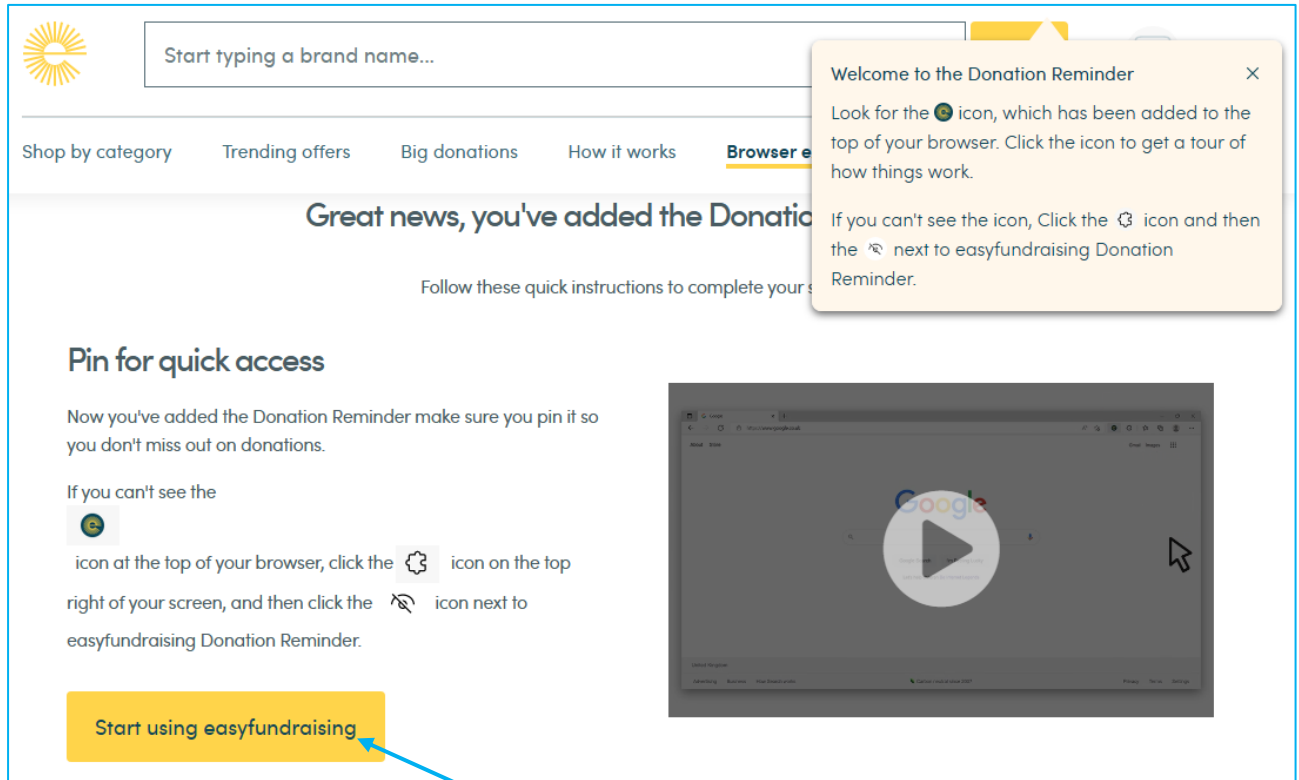 Start typing a brand name...
Welcome to the Donation Reminder
Look for the icon, which has been added to the
top of your browser. Click the icon to get a tour of
how things work.
If you can't see the icon, Click the icon and then
the next to easyfundraising Donation
Reminder.
Shop by category
Trending offers
Big donations
How it works
Browser e
Great news, you've added the Donatio
Follow these quick instructions to complete your s
Pin for quick access
Now you've added the Donation Reminder make sure you pin it so
you don't miss out on donations.
If you can't see the
icon at the top of your browser, click the icon on the top
right of your screen, and then click the icon next to
easyfundraising Donation Reminder.
Start using easyfundraising
Google